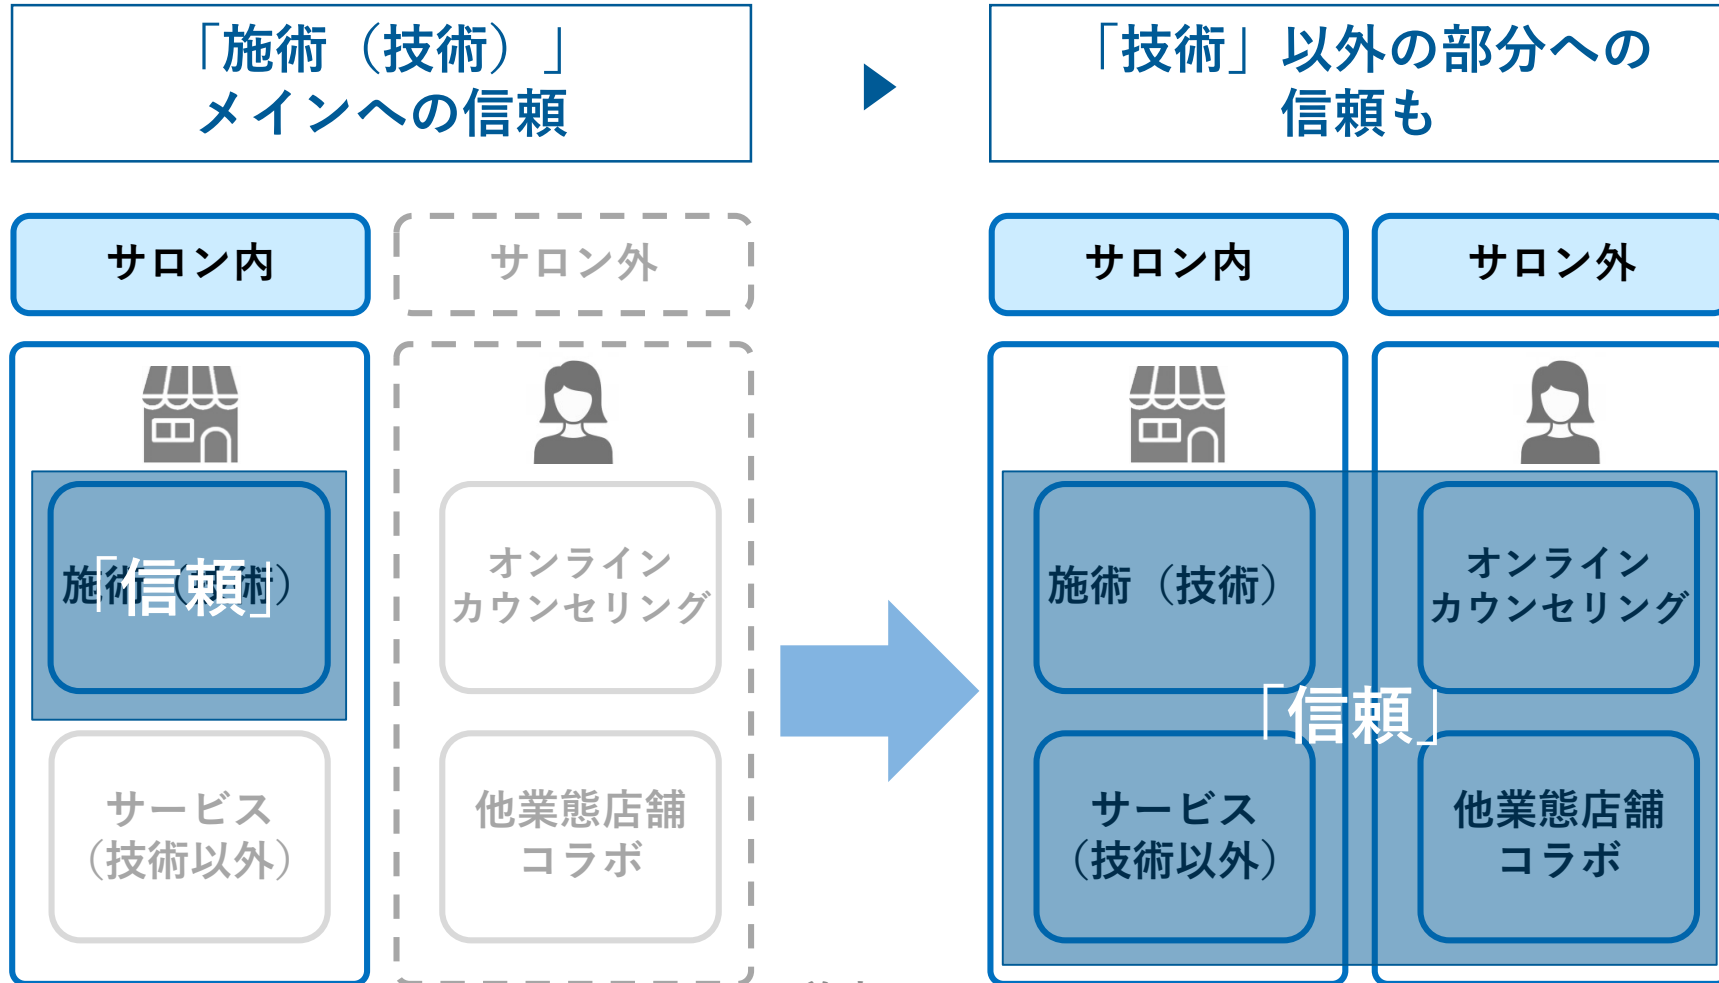 「施術（技術）」
メインへの信頼
「技術」以外の部分への
信頼も
サロン内
サロン外
施術（技術）
「信頼」
サービス
（技術以外）
オンライン
カウンセリング
他業態店舗
コラボ
サロン内
サロン外
施術（技術）
オンライン
カウンセリング
「信頼」
サービス
（技術以外）
他業態店舗
コラボ